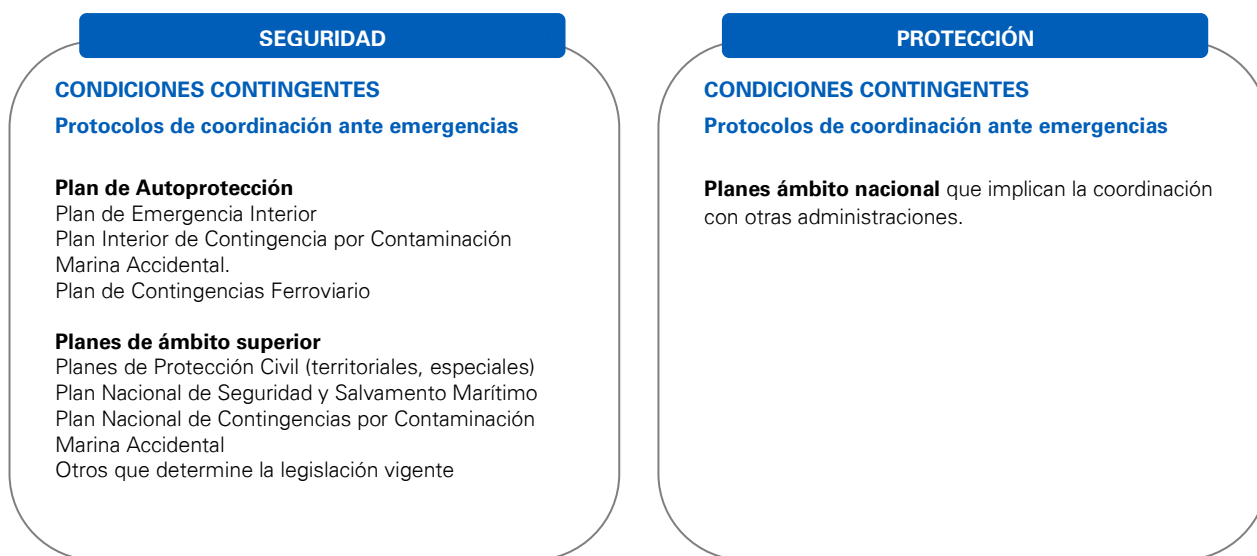 SEGURIDAD
CONDICIONES CONTINGENTES
Protocolos de coordinación ante emergencias
Plan de Autoprotección
Plan de Emergencia Interior
Plan Interior de Contingencia por Contaminación
Marina Accidental.
Plan de Contingencias Ferroviario
Planes de ámbito superior
Planes de Protección Civil (territoriales, especiales)
Plan Nacional de Seguridad y Salvamento Marítimo
Plan Nacional de Contingencias por Contaminación
Marina Accidental
Otros que determine la legislación vigente
PROTECCIÓN
CONDICIONES CONTINGENTES
Protocolos de coordinación ante emergencias
Planes ámbito nacional que implican la coordinación
con otras administraciones.